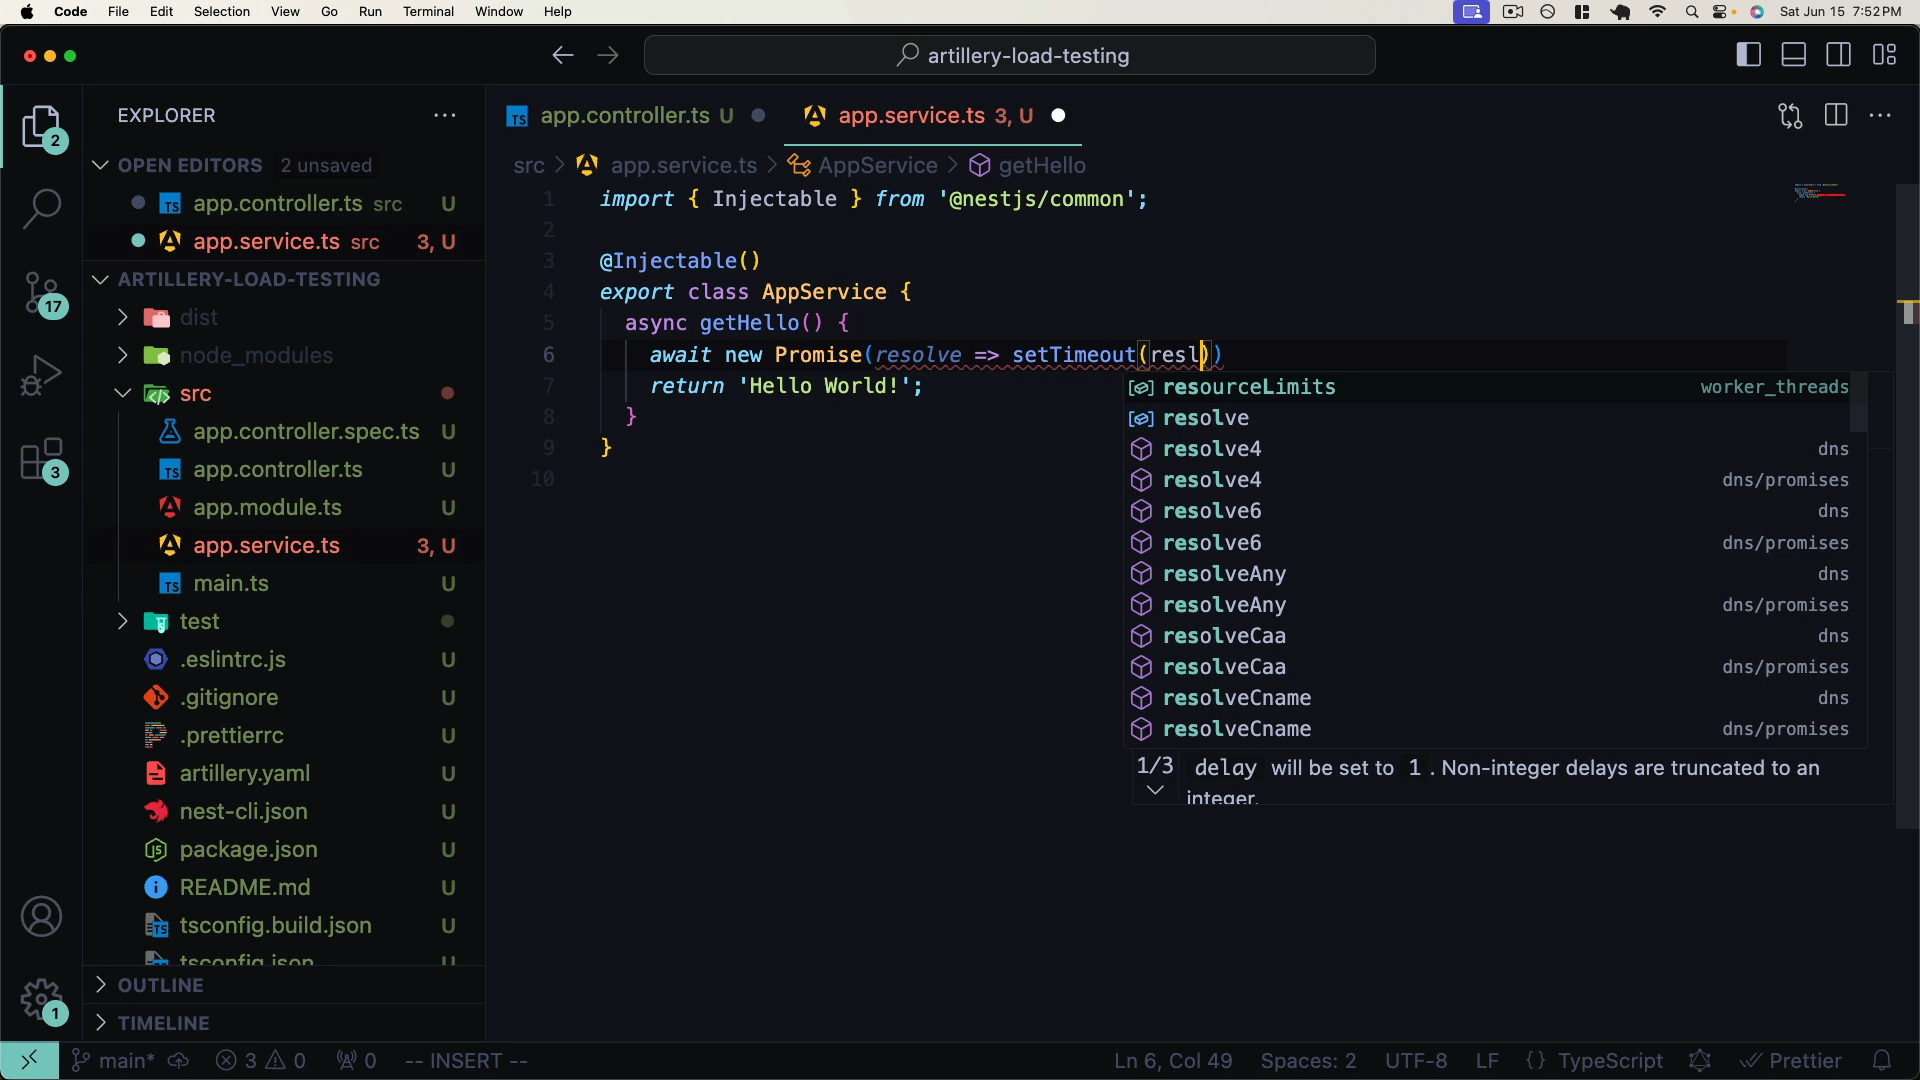 Code File Edit Selection View Go Run Terminal Window Help Sat Jun 15 7:52 PM
artillery-load-testing
EXPLORER
OPEN EDITORS 2 unsaved
app.controller.ts src U
app.service.ts src 3, U
ARTILLERY-LOAD-TESTING
dist
node_modules
src
app.controller.spec.ts U
app.controller.ts U
app.module.ts U
app.service.ts 3, U
main.ts U
test
.eslintrc.js U
.gitignore U
.prettierrc U
artillery.yaml U
nest-cli.json U
package.json U
README.md U
tsconfig.build.json U
tsconfig.json U
OUTLINE
TIMELINE
2
17
3
1
app.controller.ts U app.service.ts 3, U
src > app.service.ts > AppService > getHello
1 import { Injectable } from '@nestjs/common';
2
3 @Injectable()
4 export class AppService {
5 async getHello() {
6 await new Promise(resolve => setTimeout(resl))
7 return 'Hello World!';
8 }
9 }
10
resourceLimits worker_threads
resolve
resolve4 dns
resolve4 dns/promises
resolve6 dns
resolve6 dns/promises
resolveAny dns
resolveAny dns/promises
resolveCaa dns
resolveCaa dns/promises
resolveCname dns
resolveCname dns/promises
1/3 delay will be set to 1 . Non-integer delays are truncated to an
integer.
main* 3 0 0 -- INSERT -- Ln 6, Col 49 Spaces: 2 UTF-8 LF {} TypeScript Prettier